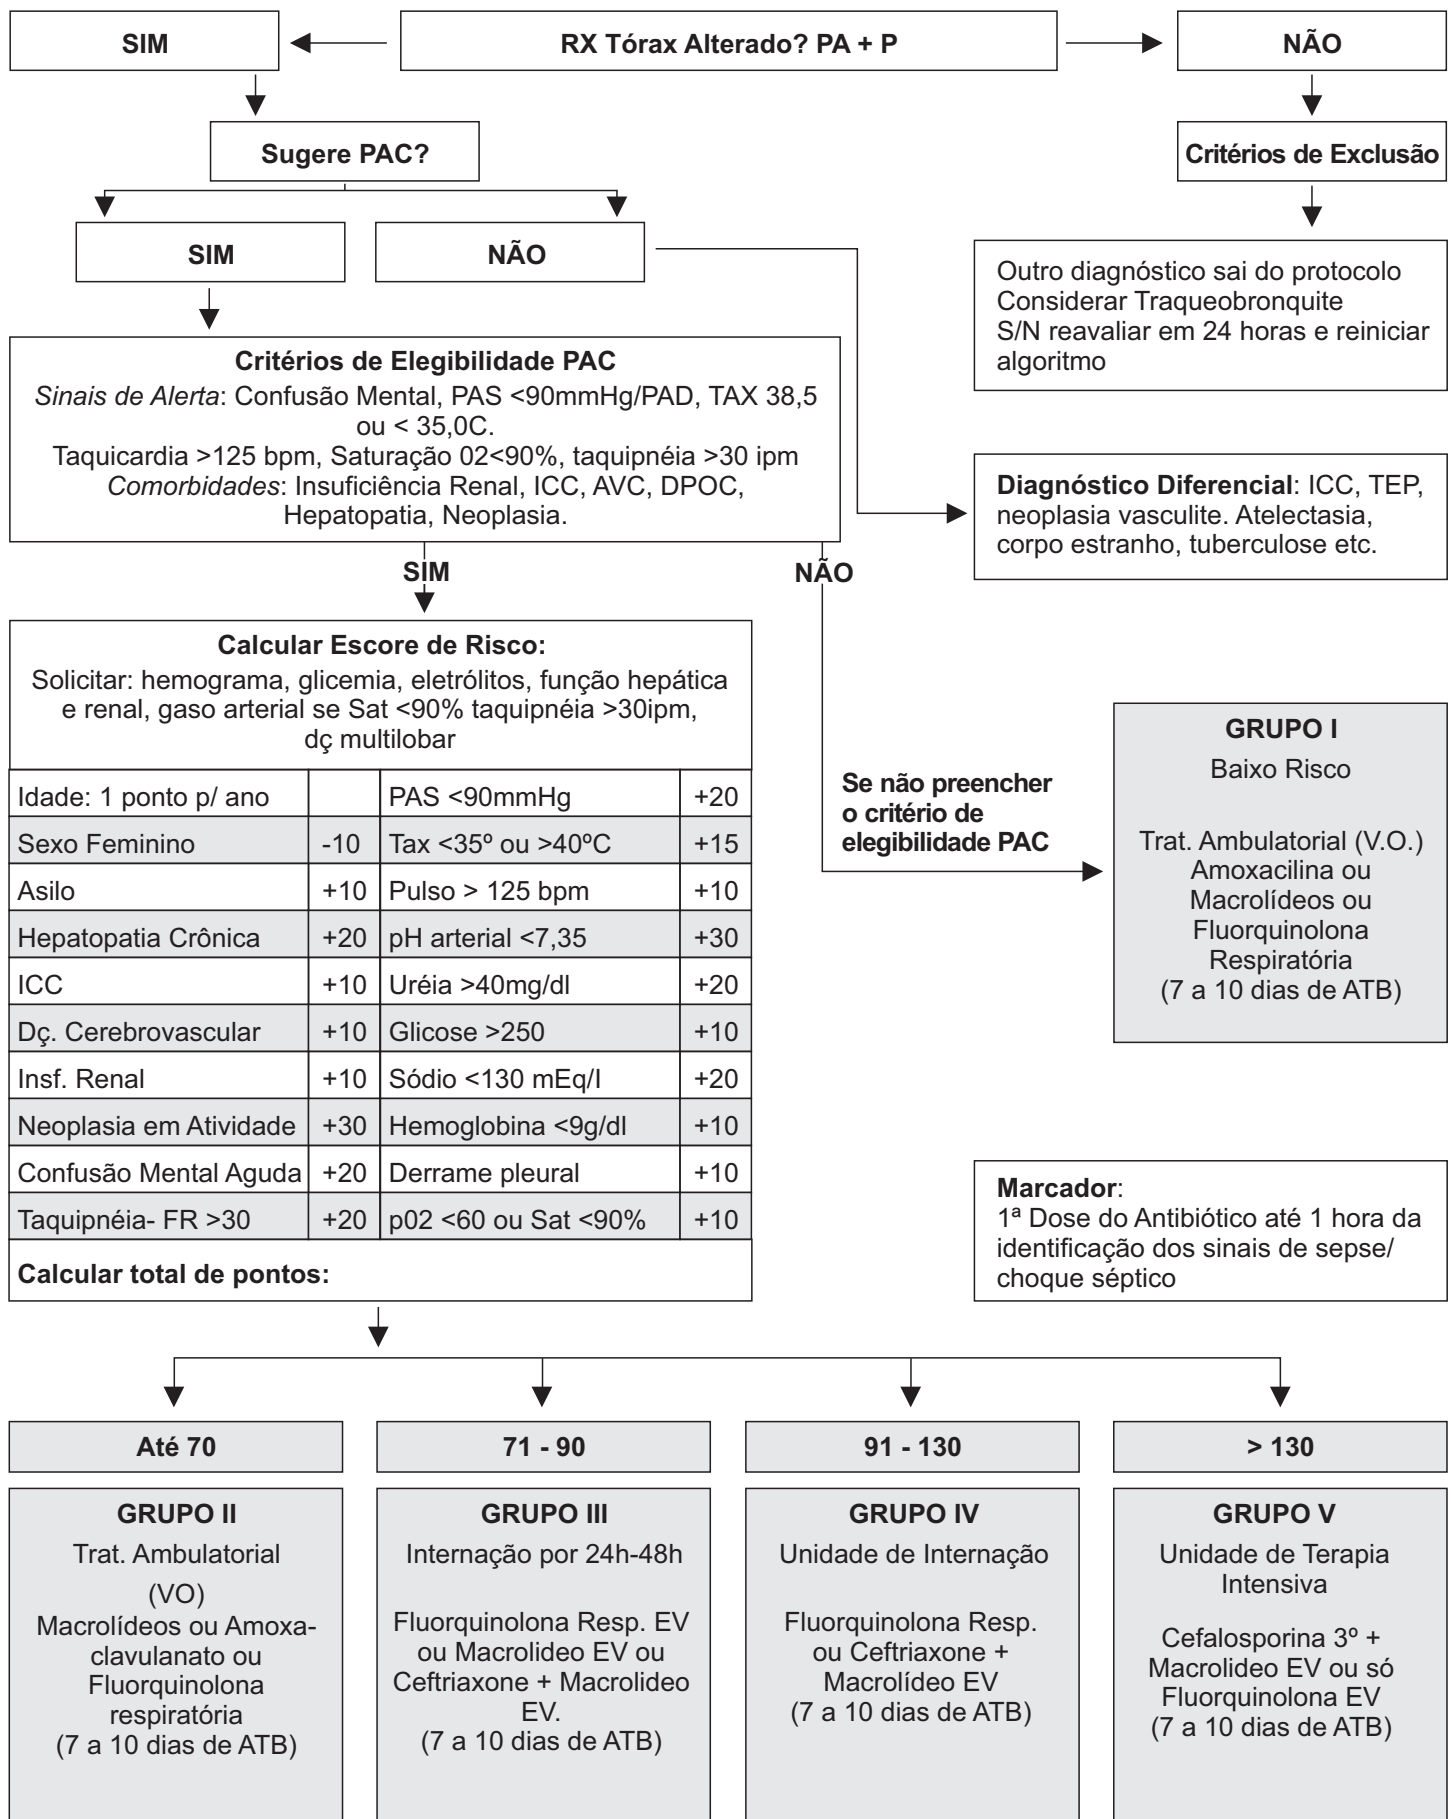 SIM
RX Tórax Alterado? PA + P
NÃO
Sugere PAC?
Critérios de Exclusão
SIM
NÃO
Outro diagnóstico sai do protocolo
Considerar Traqueobronquite
S/N reavaliar em 24 horas e reiniciar
algoritmo
Critérios de Elegibilidade PAC
Sinais de Alerta: Confusão Mental, PAS <90mmHg/PAD, TAX 38,5
ou < 35,0C.
Taquicardia >125 bpm, Saturação 02<90%, taquipnéia >30 ipm
Comorbidades: Insuficiência Renal, ICC, AVC, DPOC,
Hepatopatia, Neoplasia.
Diagnóstico Diferencial: ICC, TEP,
neoplasia vasculite. Atelectasia,
corpo estranho, tuberculose etc.
SIM
NÃO
Calcular Escore de Risco:
Solicitar: hemograma, glicemia, eletrólitos, função hepática
e renal, gaso arterial se Sat <90% taquipnéia >30ipm,
dç multilobar
Idade: 1 ponto p/ ano PAS <90mmHg +20
Sexo Feminino -10 Tax <35º ou >40ºC +15
Asilo +10 Pulso > 125 bpm +10
Hepatopatia Crônica +20 pH arterial <7,35 +30
ICC +10 Uréia >40mg/dl +20
Dç. Cerebrovascular +10 Glicose >250 +10
Insf. Renal +10 Sódio <130 mEq/l +20
Neoplasia em Atividade +30 Hemoglobina <9g/dl +10
Confusão Mental Aguda +20 Derrame pleural +10
Taquipnéia- FR >30 +20 p02 <60 ou Sat <90% +10
Calcular total de pontos:
Se não preencher
o critério de
elegibilidade PAC
GRUPO I
Baixo Risco
Trat. Ambulatorial (V.O.)
Amoxacilina ou
Macrolídeos ou
Fluorquinolona
Respiratória
(7 a 10 dias de ATB)
Marcador:
1ª Dose do Antibiótico até 1 hora da
identificação dos sinais de sepse/
choque séptico
Até 70
71 - 90
91 - 130
> 130
GRUPO II
Trat. Ambulatorial
(VO)
Macrolídeos ou Amoxa-
clavulanato ou
Fluorquinolona
respiratória
(7 a 10 dias de ATB)
GRUPO III
Internação por 24h-48h
Fluorquinolona Resp. EV
ou Macrolideo EV ou
Ceftriaxone + Macrolideo
EV.
(7 a 10 dias de ATB)
GRUPO IV
Unidade de Internação
Fluorquinolona Resp.
ou Ceftriaxone +
Macrolídeo EV
(7 a 10 dias de ATB)
GRUPO V
Unidade de Terapia
Intensiva
Cefalosporina 3º +
Macrolideo EV ou só
Fluorquinolona EV
(7 a 10 dias de ATB)